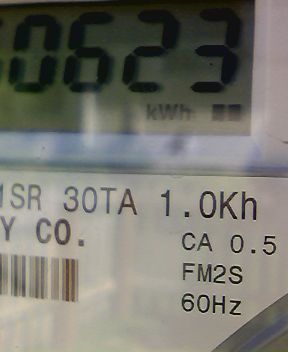 0623
kWh
1SR 30TA 1.0Kh
Y CO.
CA 0.5
FM2S
60Hz